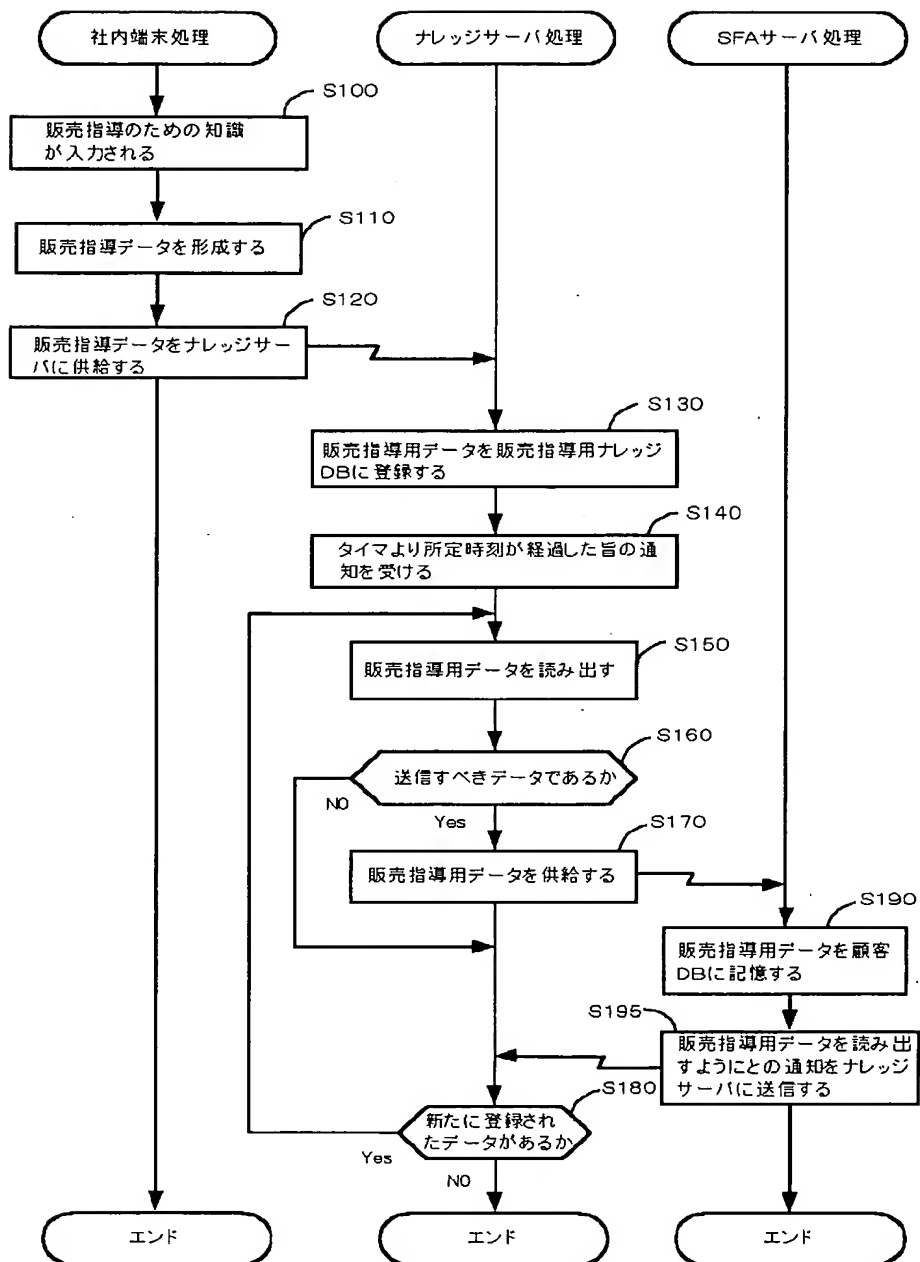 社内端末処理
ナレッジサーバ処理
SFAサーバ処理
S100
販売指導のための知識
が入力される
S110
販売指導データを形成する
S120
販売指導データをナレッジサー
バに供給する
S130
販売指導用データを販売指導用ナレッジ
DBに登録する
S140
タイマより所定時刻が経過した旨の通
知を受ける
S150
販売指導用データを読み出す
S160
送信すべきデータであるか
NO
Yes
S170
販売指導用データを供給する
S190
販売指導用データを顧客
DBに記憶する
S195
販売指導用データを読み出
すようにとの通知をナレッジ
サーバに送信する
S180
新たに登録され
たデータがあるか
Yes
NO
エンド
エンド
エンド